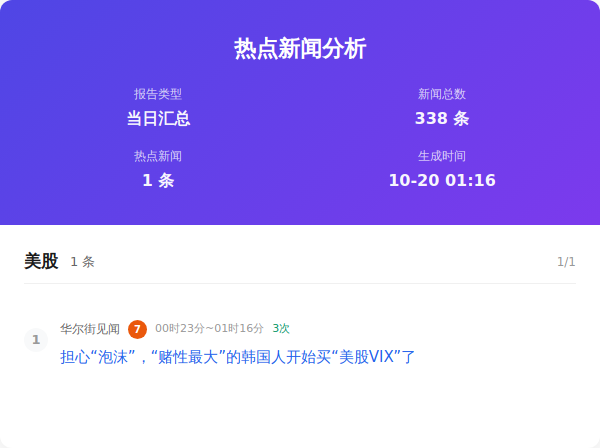 热点新闻分析
报告类型
新闻总数
当日汇总
338 条
热点新闻
生成时间
1 条
10-20 01:16
美股 1 条 1/1
华尔街见闻 7 00时23分~01时16分 3次
1
担心“泡沫”，“赌性最大”的韩国人开始买“美股VIX”了